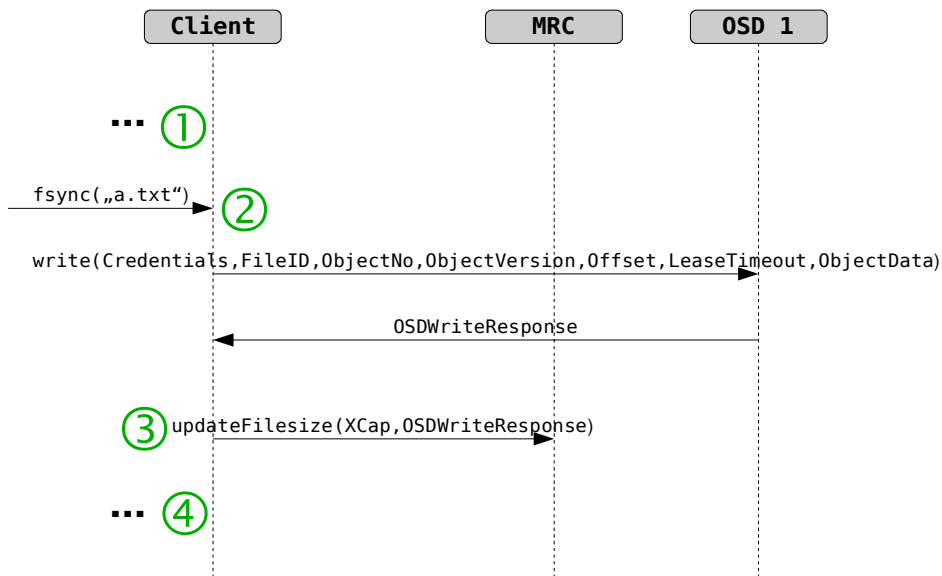 Client MRC OSD 1
... ①
fsync(„a.txt“) ②
write(Credentials,FileID,ObjectNo,ObjectVersion,Offset,LeaseTimeout,ObjectData)
OSDWriteResponse
③ updateFilesize(XCap,OSDWriteResponse)
... ④